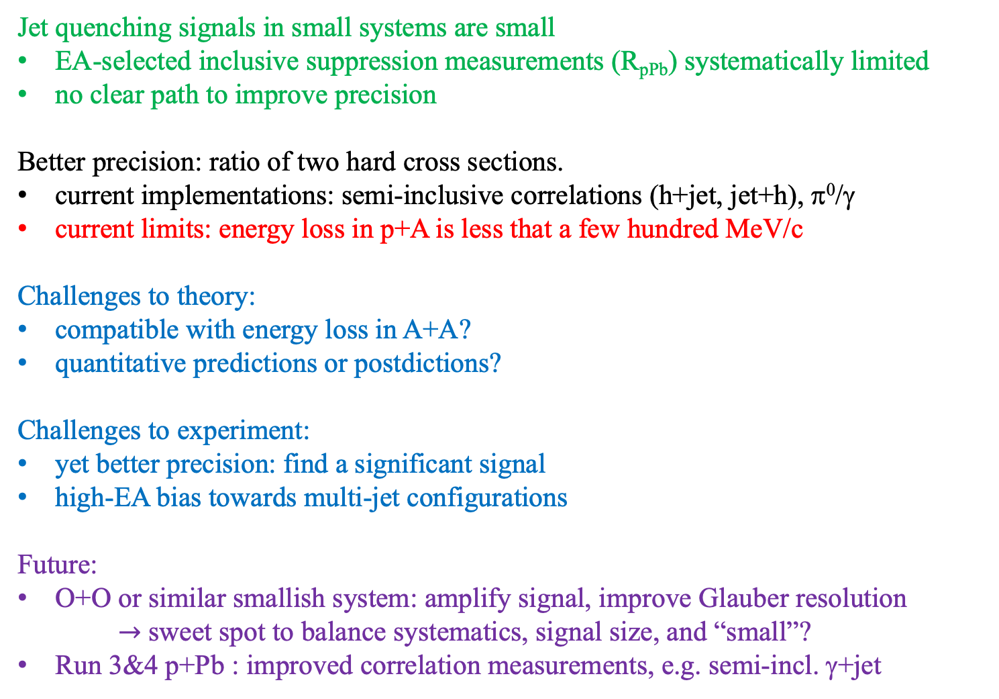 Jet quenching signals in small systems are small
• EA-selected inclusive suppression measurements (RpPb) systematically limited
• no clear path to improve precision
Better precision: ratio of two hard cross sections.
• current implementations: semi-inclusive correlations (h+jet, jet+h), π⁰/γ
• current limits: energy loss in p+A is less that a few hundred MeV/c
Challenges to theory:
• compatible with energy loss in A+A?
• quantitative predictions or postdictions?
Challenges to experiment:
• yet better precision: find a significant signal
• high-EA bias towards multi-jet configurations
Future:
• O+O or similar smallish system: amplify signal, improve Glauber resolution
→ sweet spot to balance systematics, signal size, and “small”?
• Run 3&4 p+Pb : improved correlation measurements, e.g. semi-incl. γ+jet